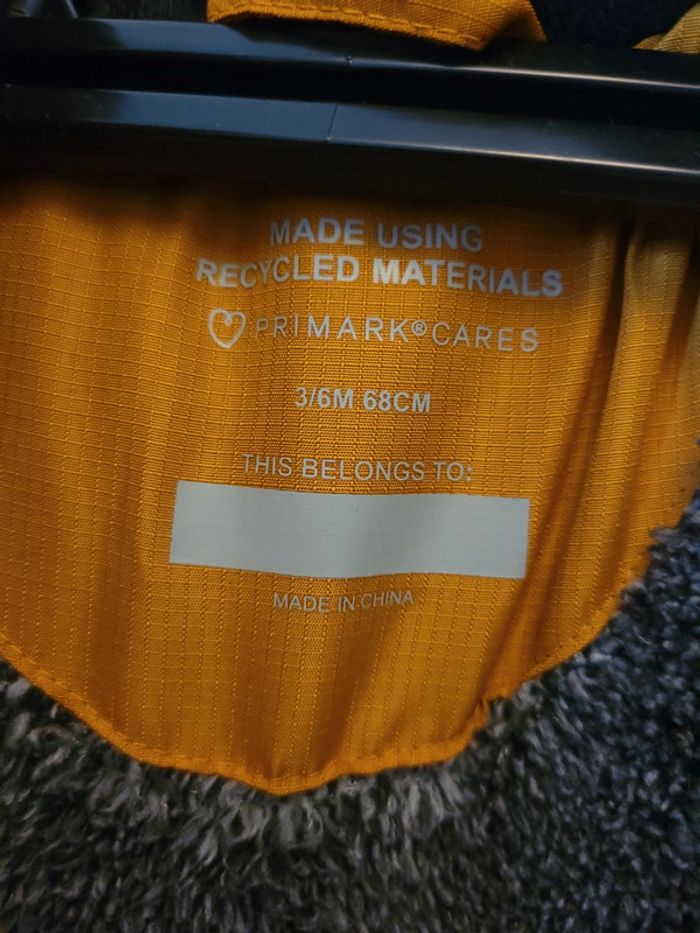 MADE USING
RECYCLED MATERIALS
PRIMARK® CARES
3/6M 68CM
THIS BELONGS TO:
MADE IN CHINA